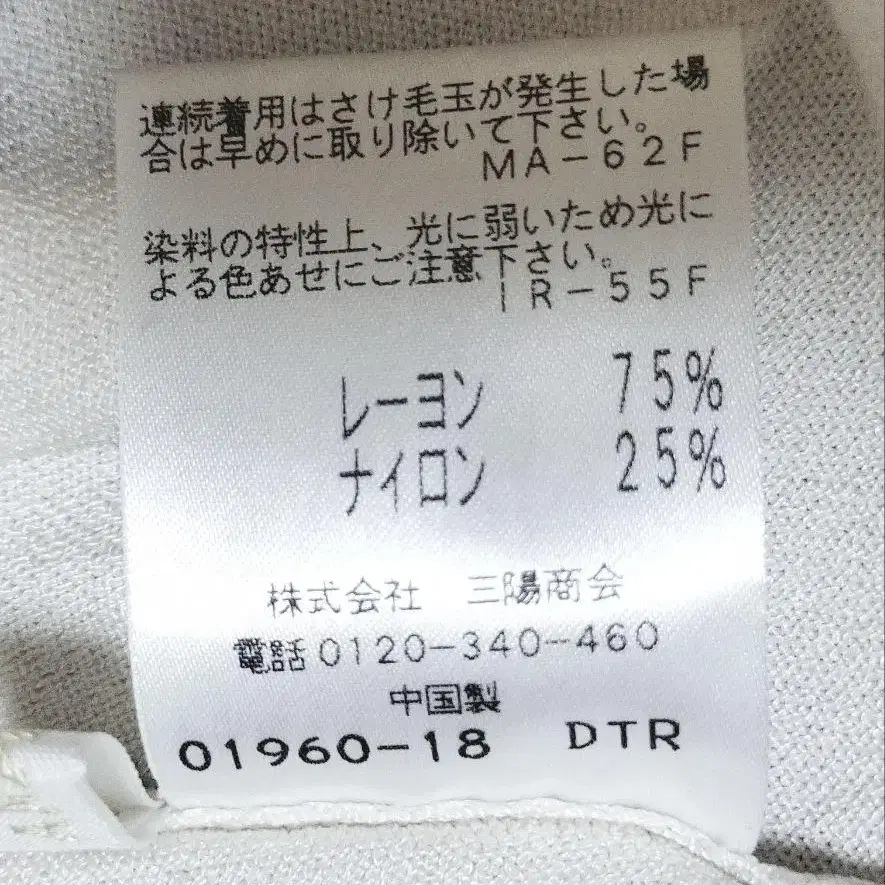 連続着用はさけ毛玉が発生した場
合は早めに取り除いて下さい。
MA-62F
染料の特性上、光に弱いため光に
よる色あせにご注意下さい。
IR-55F
レーヨン 75%
ナイロン 25%
株式会社 三陽商会
電話0120-340-460
中国製
01960-18 DTR